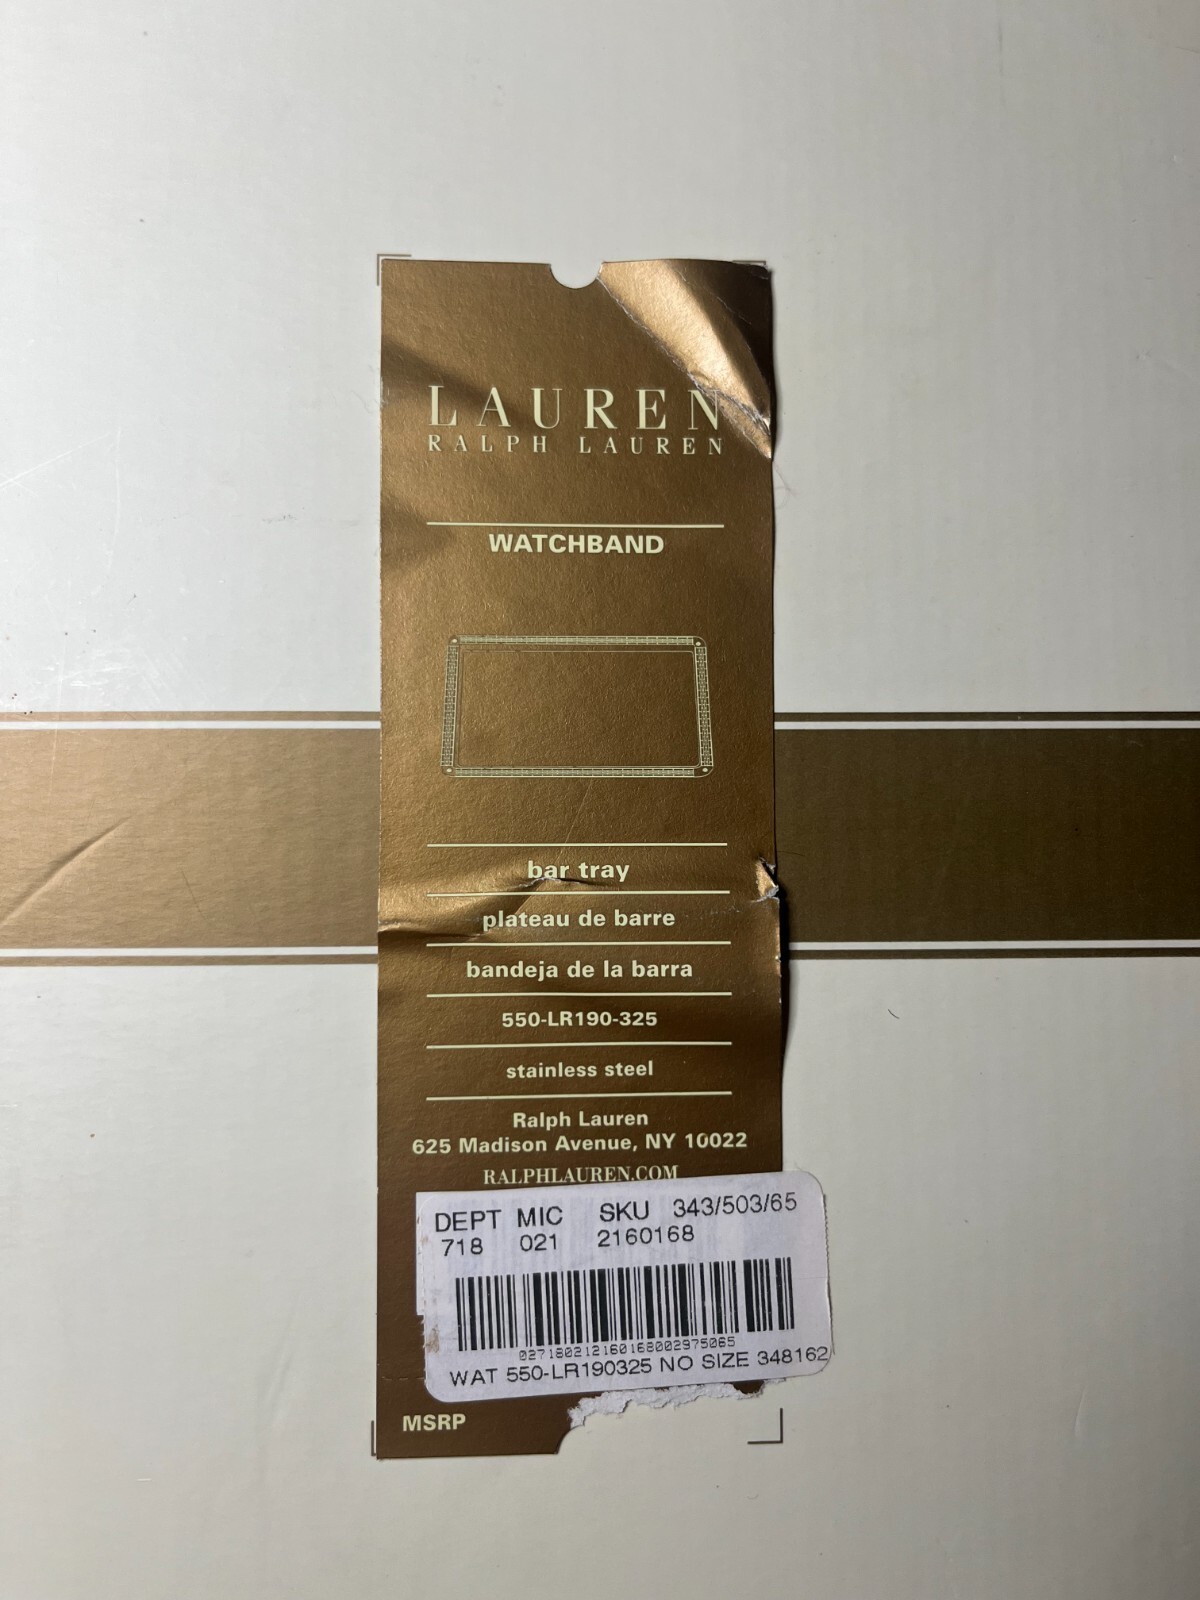 LAUREN
RALPH LAUREN
WATCHBAND
bar tray
plateau de barre
bandeja de la barra
550-LR190-325
stainless steel
Ralph Lauren
625 Madison Avenue, NY 10022
RALPHLAUREN.COM
DEPT MIC SKU 343/503/65
718 021 2160168
0271802121601680029750​65
WAT 550-LR190325 NO SIZE 348162
MSRP